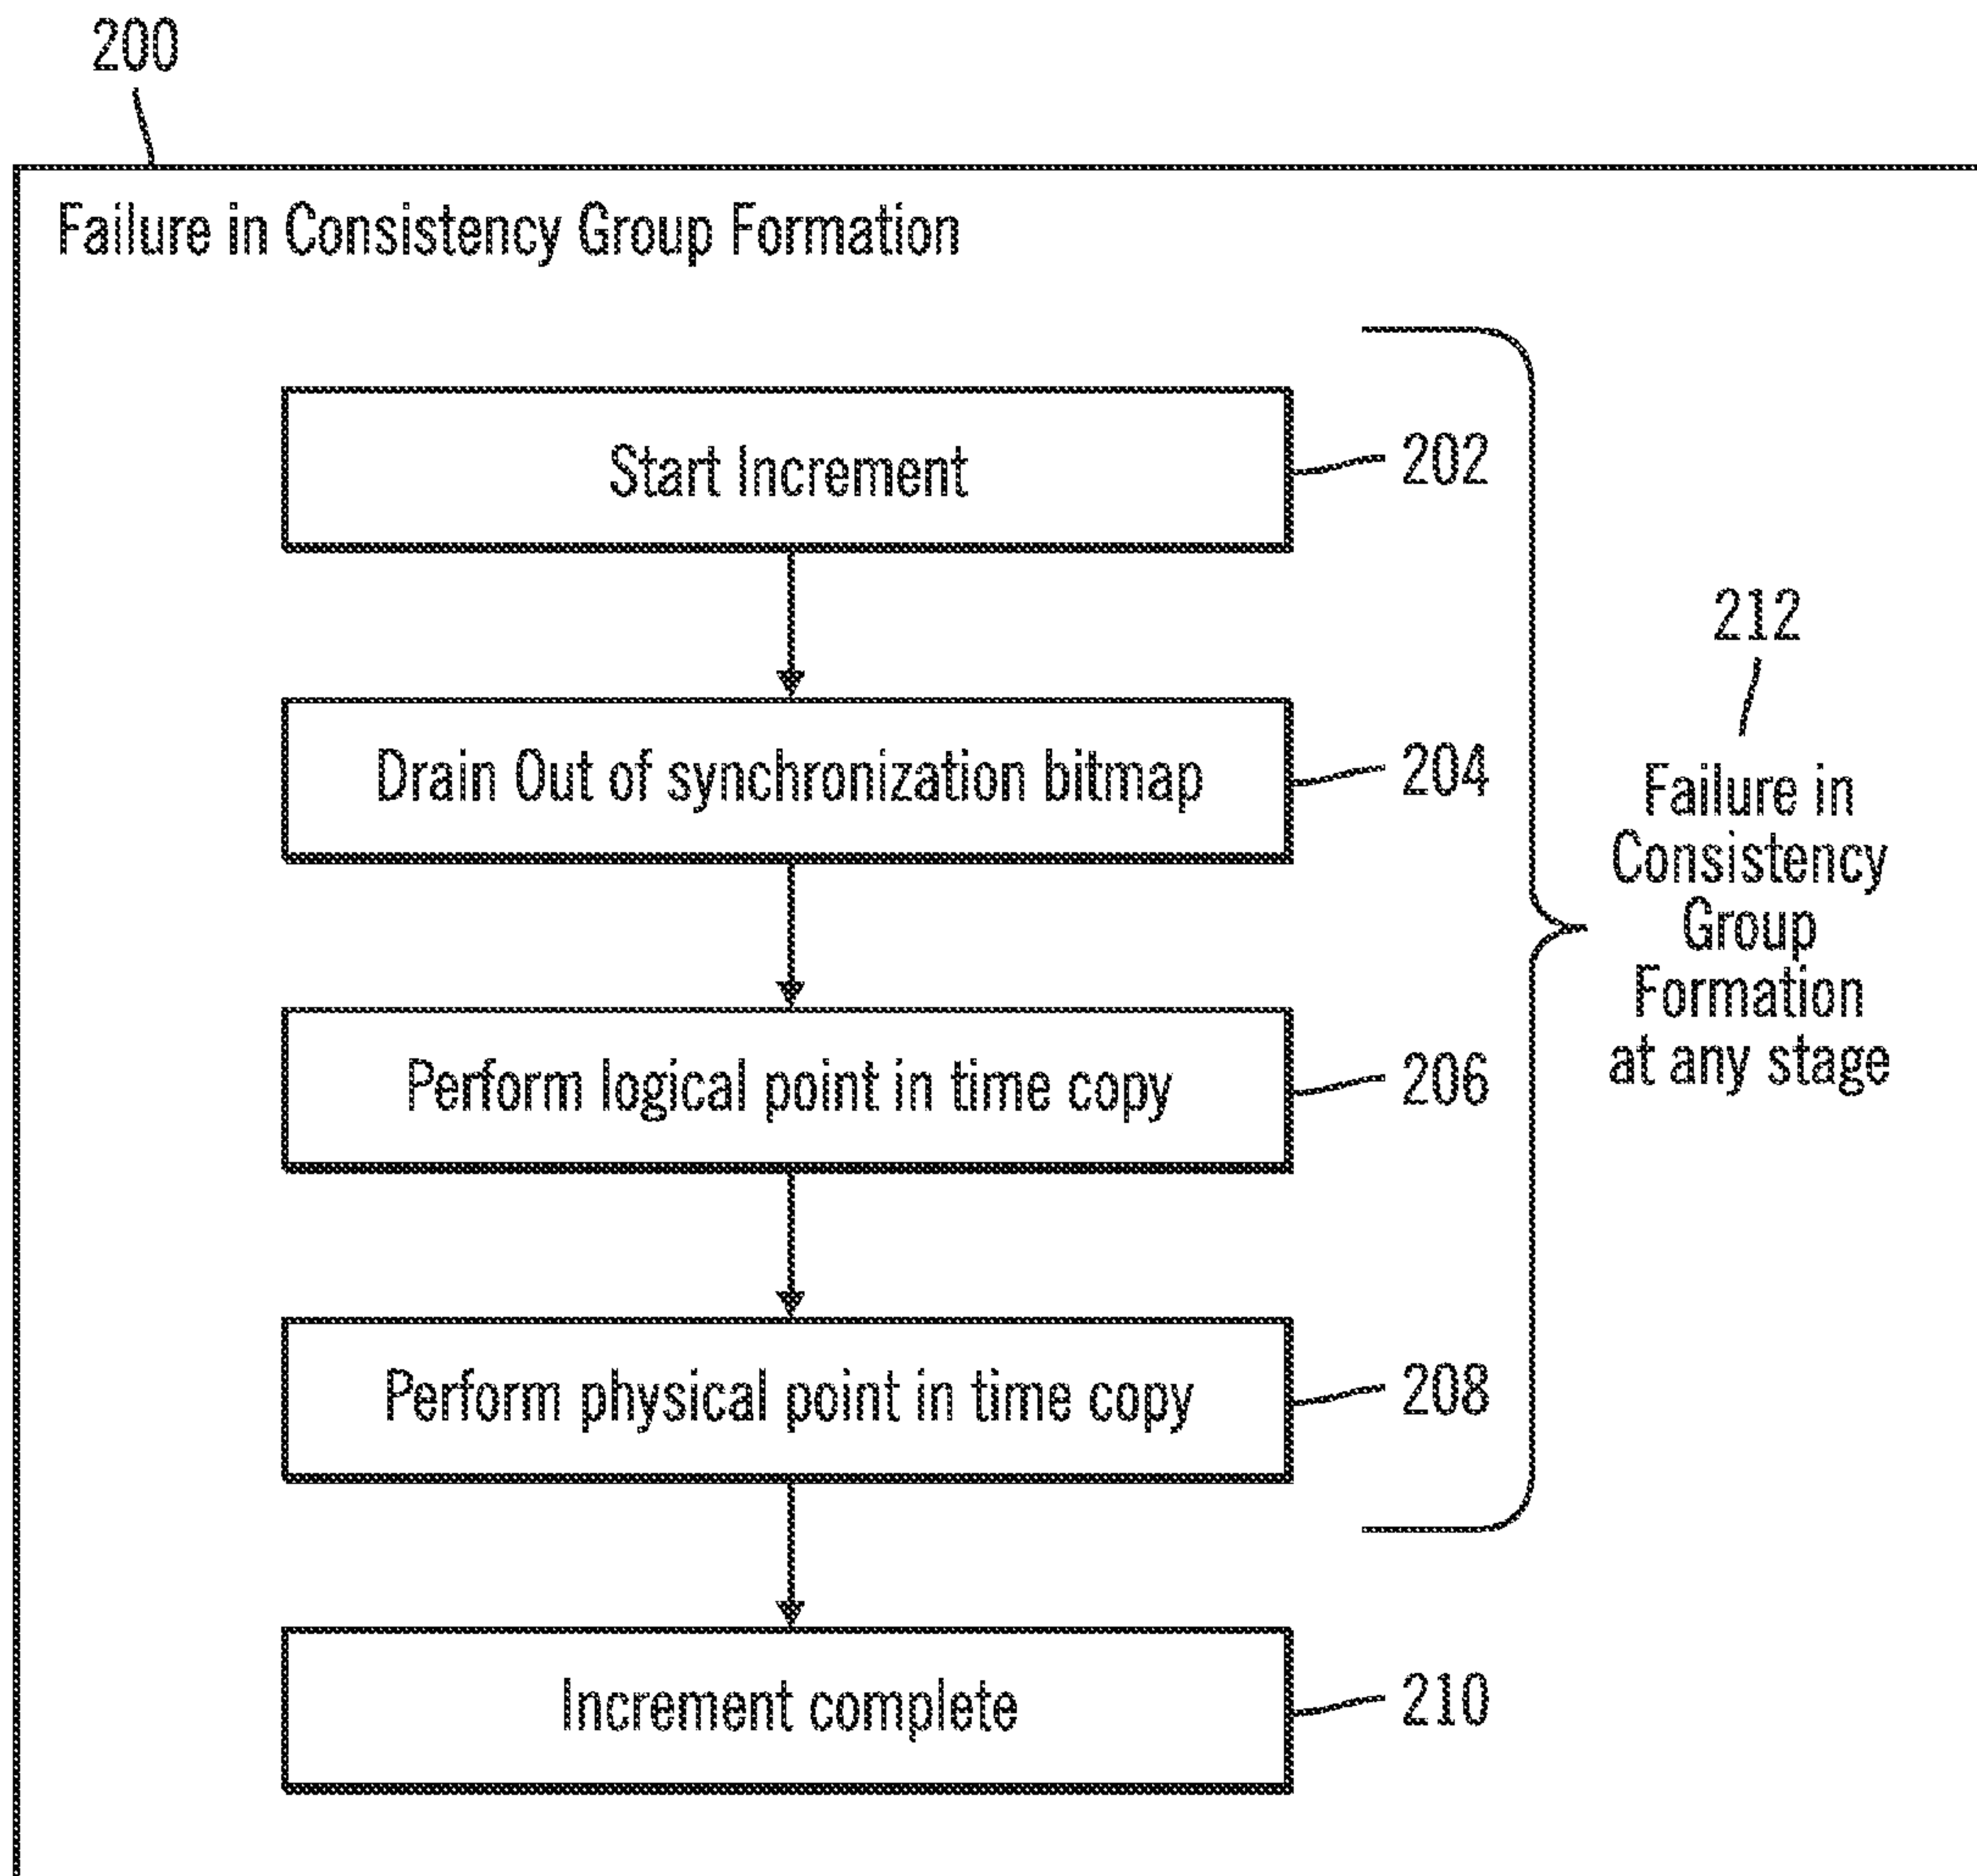 200
Failure in Consistency Group Formation
Start Increment
202
Drain Out of synchronization bitmap
204
Perform logical point in time copy
206
Perform physical point in time copy
208
Increment complete
210
212
Failure in
Consistency
Group
Formation
at any stage